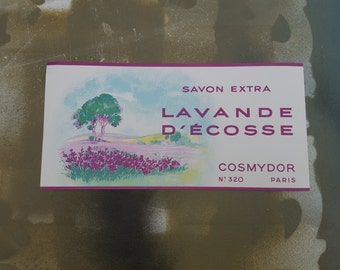 SAVON EXTRA
LAVANDE
D'ÉCOSSE
COSMYDOR
N° 320 PARIS